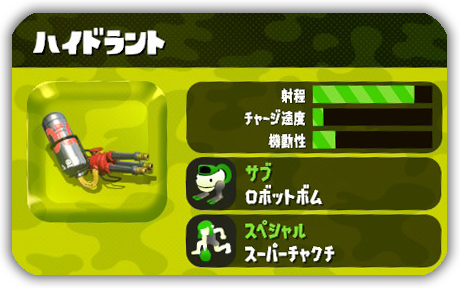 ハイドラント
射程
チャージ速度
機動性
サブ
ロボットボム
スペシャル
スーパーチャクチ